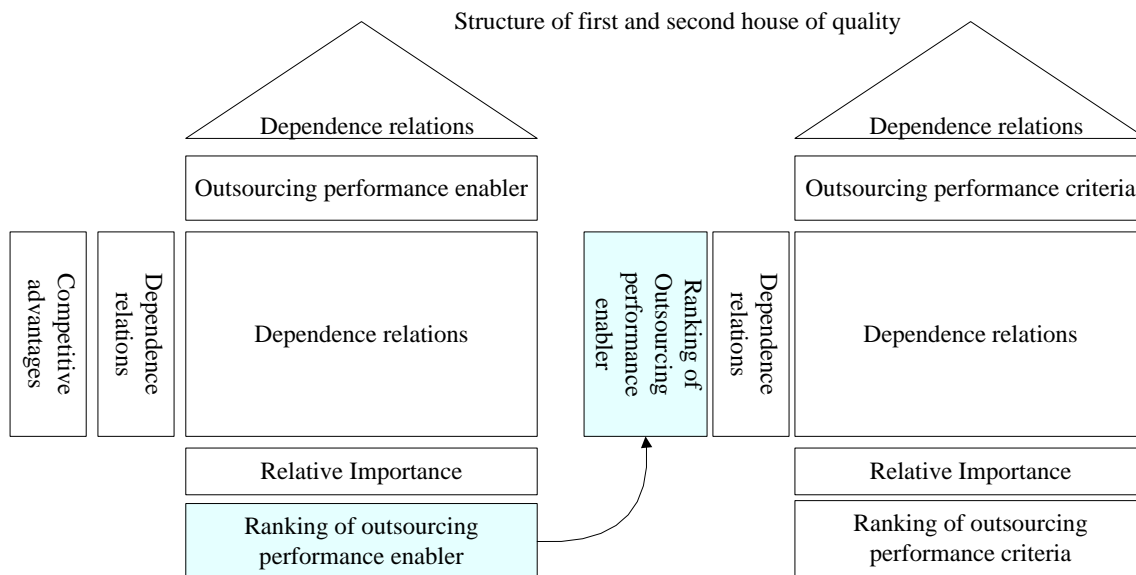 Structure of first and second house of quality
Dependence relations
Outsourcing performance enabler
Competitive
advantages
Dependence
relations
Dependence relations
Relative Importance
Ranking of outsourcing
performance enabler
Dependence relations
Outsourcing performance criteria
Ranking of
Outsourcing
performance
enabler
Dependence
relations
Dependence relations
Relative Importance
Ranking of outsourcing
performance criteria